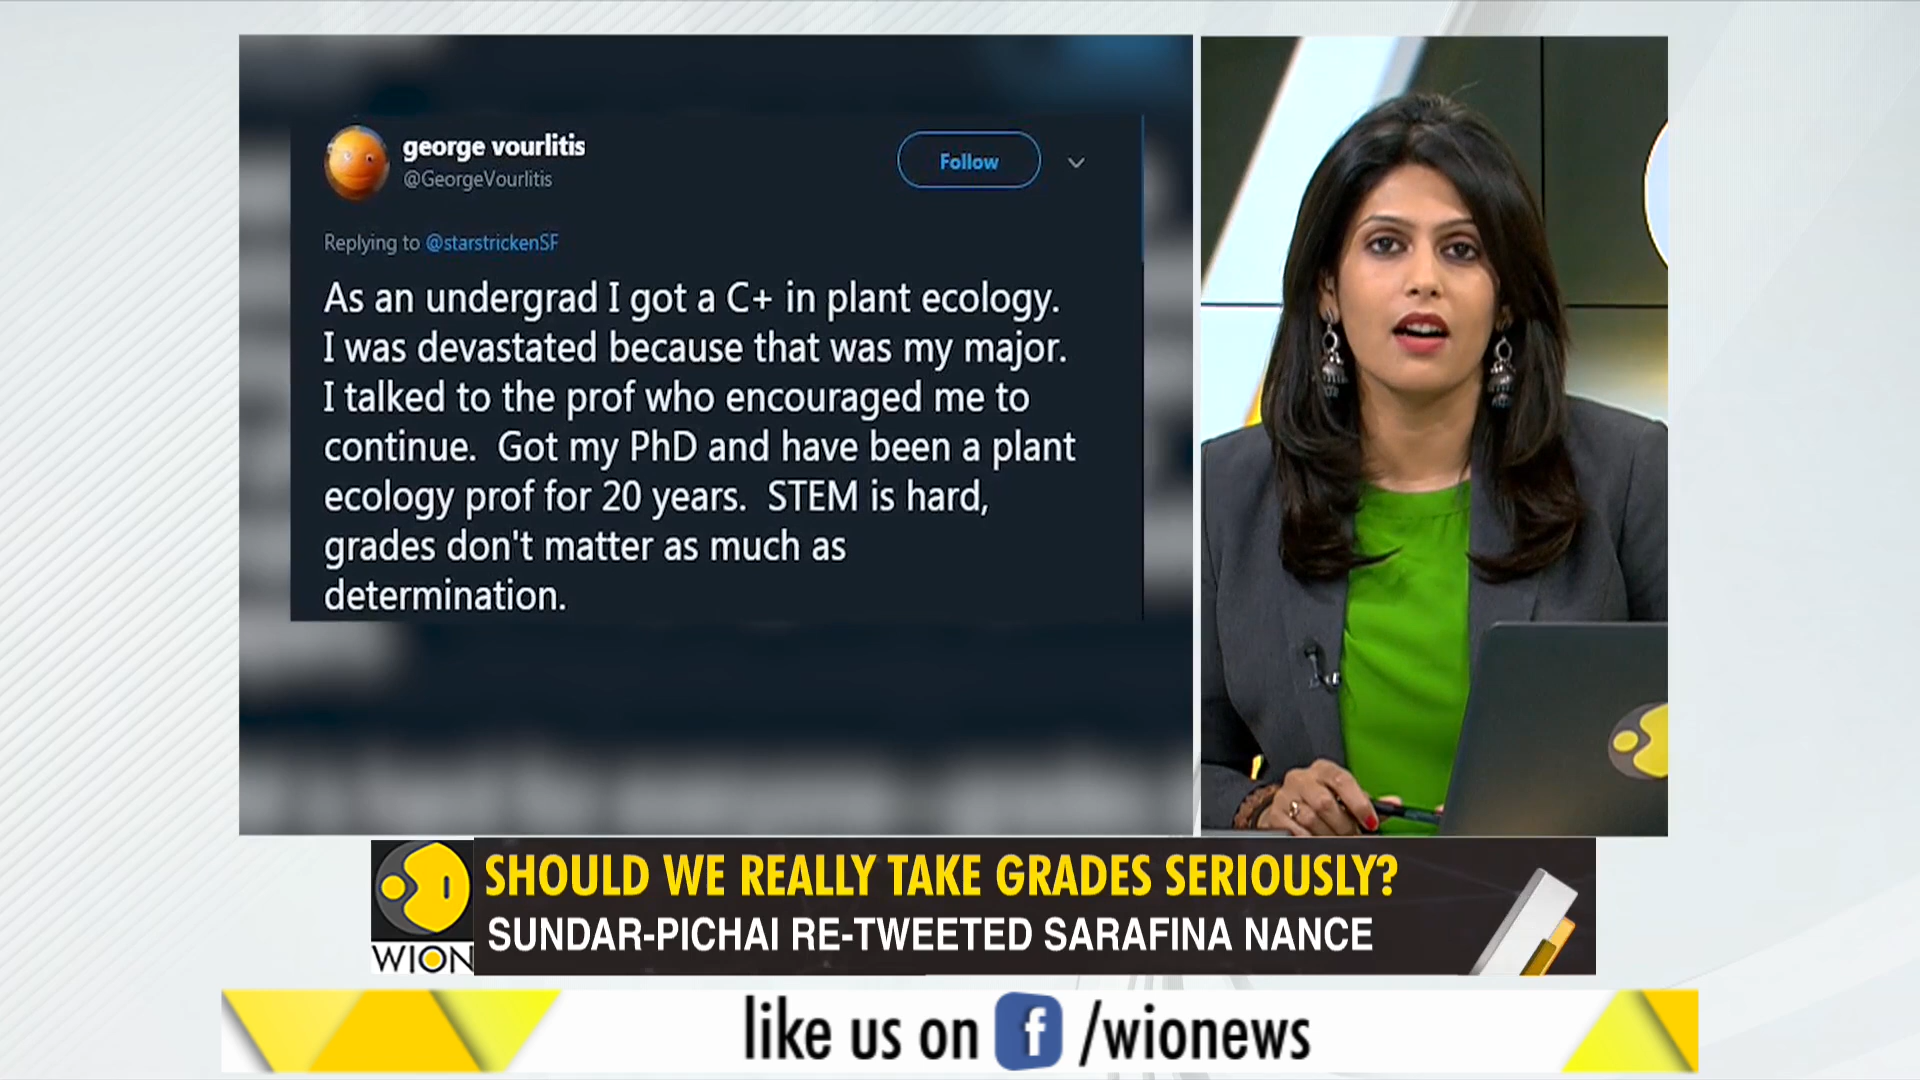 george vourlitis
@GeorgeVourlitis
Follow
Replying to @starstrickenSF
As an undergrad I got a C+ in plant ecology.
I was devastated because that was my major.
I talked to the prof who encouraged me to
continue. Got my PhD and have been a plant
ecology prof for 20 years. STEM is hard,
grades don't matter as much as
determination.
SHOULD WE REALLY TAKE GRADES SERIOUSLY?
SUNDAR-PICHAI RE-TWEETED SARAFINA NANCE
WION
like us on f /wionews